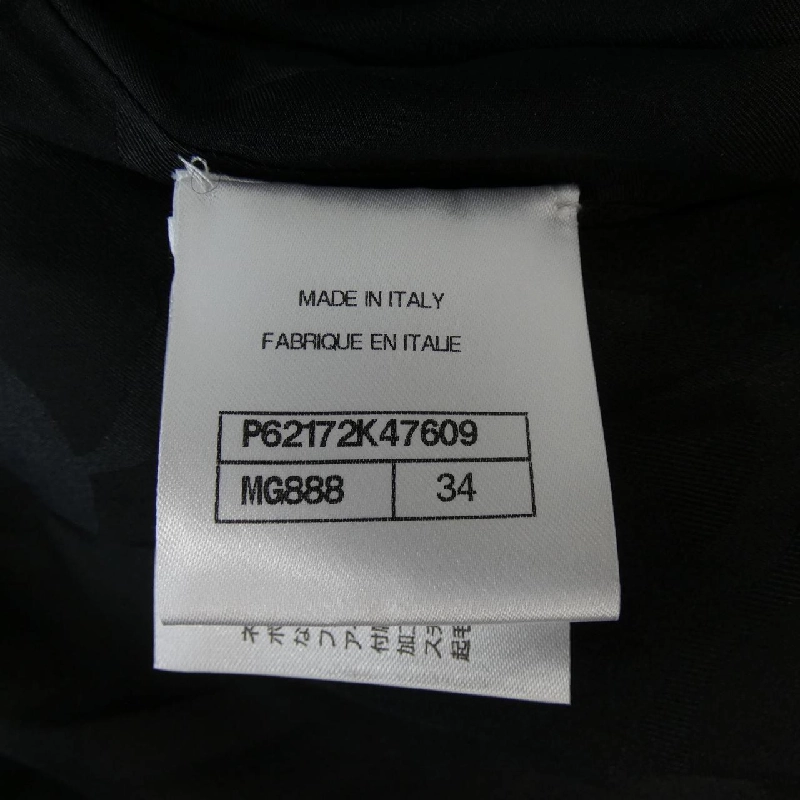 MADE IN ITALY
FABRIQUE EN ITALIE
P62172K47609
MG888 34